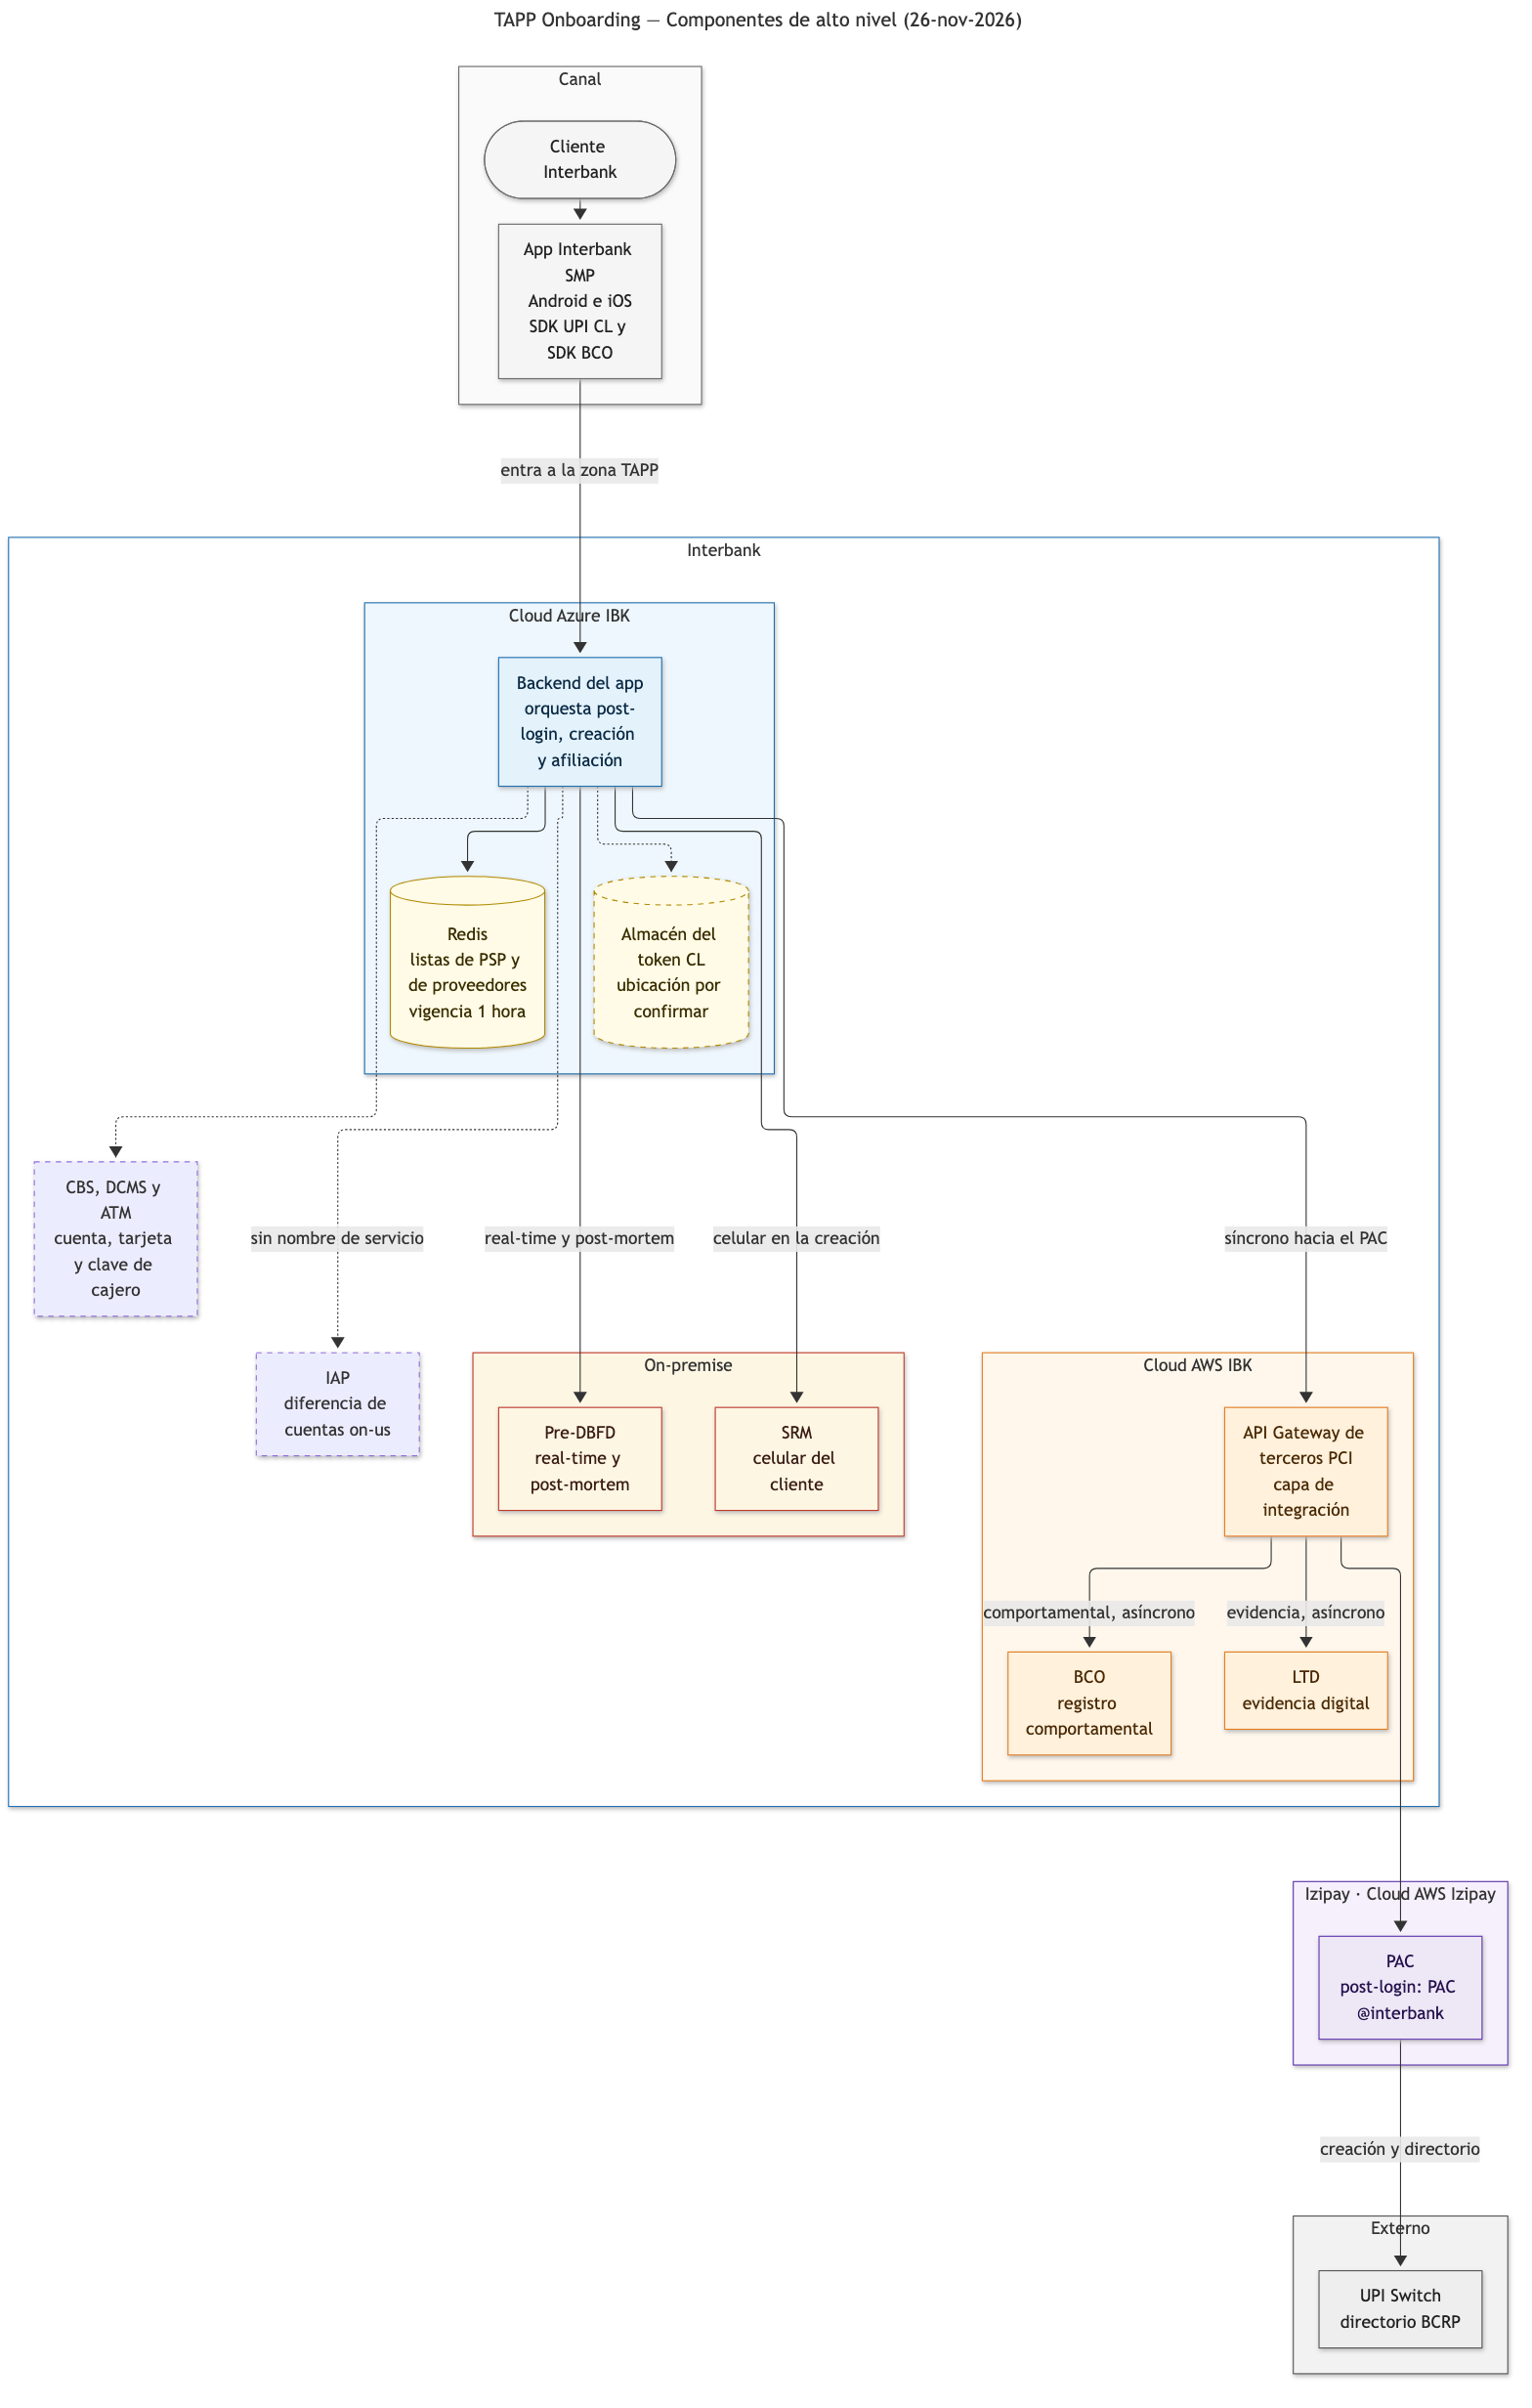 TAPP Onboarding — Componentes de alto nivel (26-nov-2026)
Canal
Cliente
Interbank
App Interbank
SMP
Android e iOS
SDK UPI CL y
SDK BCO
entra a la zona TAPP
Interbank
Cloud Azure IBK
Backend del app
orquesta post-
login, creación
y afiliación
Redis
listas de PSP y
de proveedores
vigencia 1 hora
Almacén del
token CL
ubicación por
confirmar
CBS, DCMS y
ATM
cuenta, tarjeta
y clave de
cajero
sin nombre de servicio
real-time y post-mortem
celular en la creación
síncrono hacia el PAC
IAP
diferencia de
cuentas on-us
On-premise
Pre-DBFD
real-time y
post-mortem
SRM
celular del
cliente
Cloud AWS IBK
API Gateway de
terceros PCI
capa de
integración
comportamental, asíncrono
evidencia, asíncrono
BCO
registro
comportamental
LTD
evidencia digital
Izipay · Cloud AWS Izipay
PAC
post-login: PAC
@interbank
creación y directorio
Externo
UPI Switch
directorio BCRP